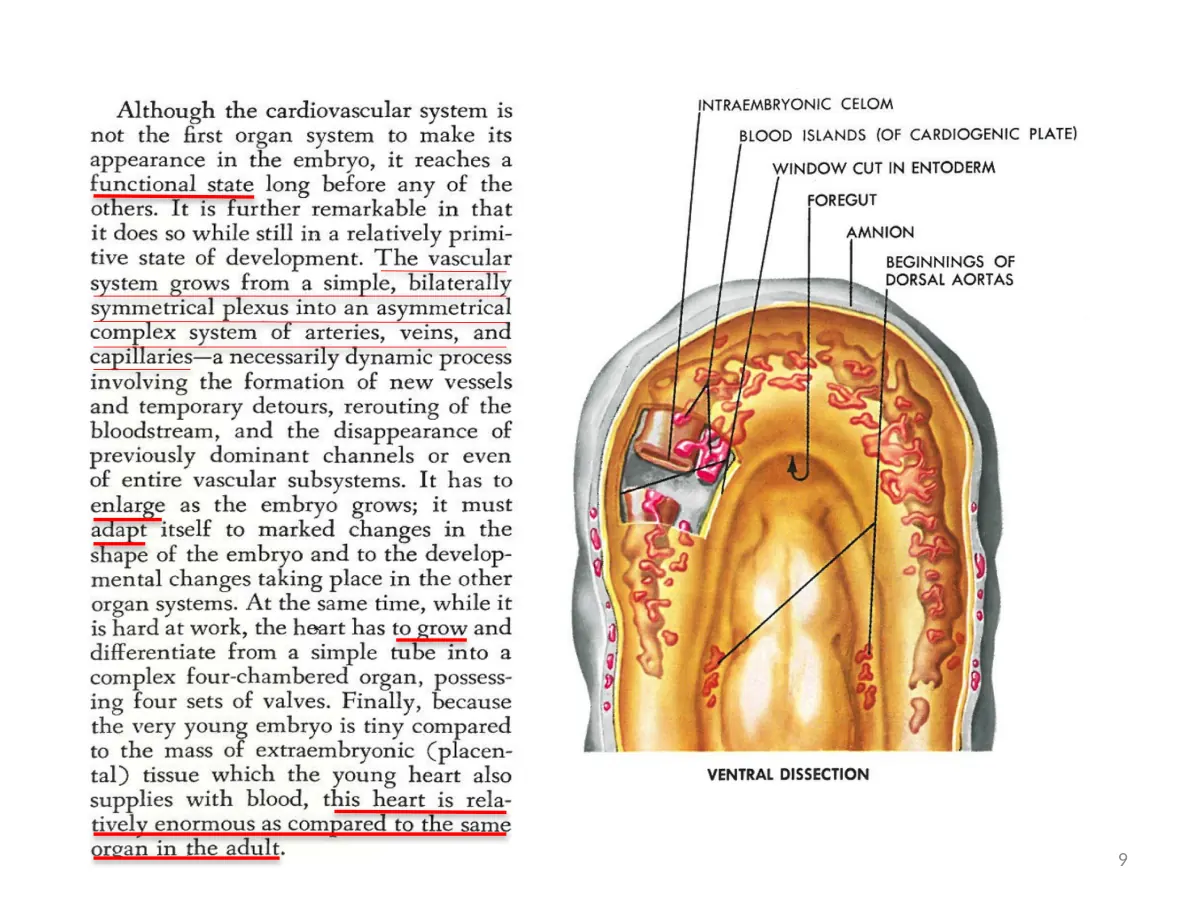 Although the cardiovascular system is
not the first organ system to make its
appearance in the embryo, it reaches a
functional state long before any of the
others. It is further remarkable in that
it does so while still in a relatively primi-
tive state of development. The vascular
system grows from a simple, bilaterally
symmetrical plexus into an asymmetrical
complex system of arteries, veins, and
capillaries—a necessarily dynamic process
involving the formation of new vessels
and temporary detours, rerouting of the
bloodstream, and the disappearance of
previously dominant channels or even
of entire vascular subsystems. It has to
enlarge as the embryo grows; it must
adapt itself to marked changes in the
shape of the embryo and to the develop-
mental changes taking place in the other
organ systems. At the same time, while it
is hard at work, the heart has to grow and
differentiate from a simple tube into a
complex four-chambered organ, possess-
ing four sets of valves. Finally, because
the very young embryo is tiny compared
to the mass of extraembryonic (placen-
tal) tissue which the young heart also
supplies with blood, this heart is rela-
tively enormous as compared to the same
organ in the adult.
INTRAEMBRYONIC CELOM
BLOOD ISLANDS (OF CARDIOGENIC PLATE)
WINDOW CUT IN ENTODERM
FOREGUT
AMNION
BEGINNINGS OF
DORSAL AORTAS
VENTRAL DISSECTION
9